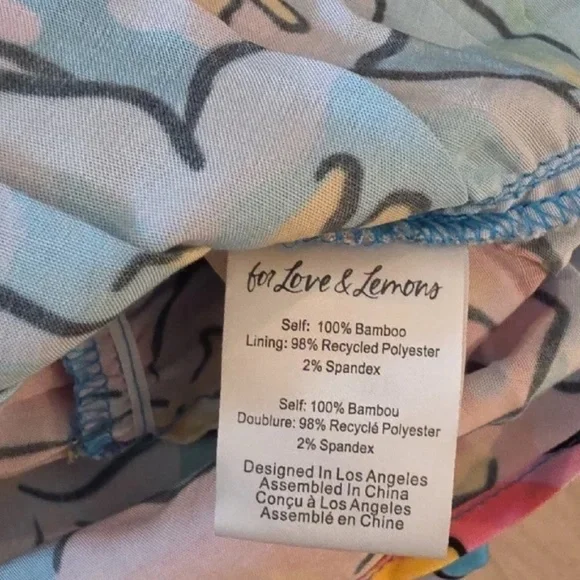 for Love & Lemons
Self: 100% Bamboo
Lining: 98% Recycled Polyester
2% Spandex
Self: 100% Bambou
Doublure: 98% Recyclé Polyester
2% Spandex
Designed In Los Angeles
Assembled In China
Conçu à Los Angeles
Assemblé en Chine